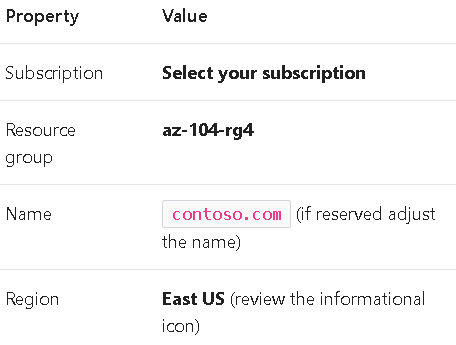 Property Value
Subscription Select your subscription
Resource az-104-rg4
group
Name contoso.com (if reserved adjust
the name)
Region East US (review the informational
icon)